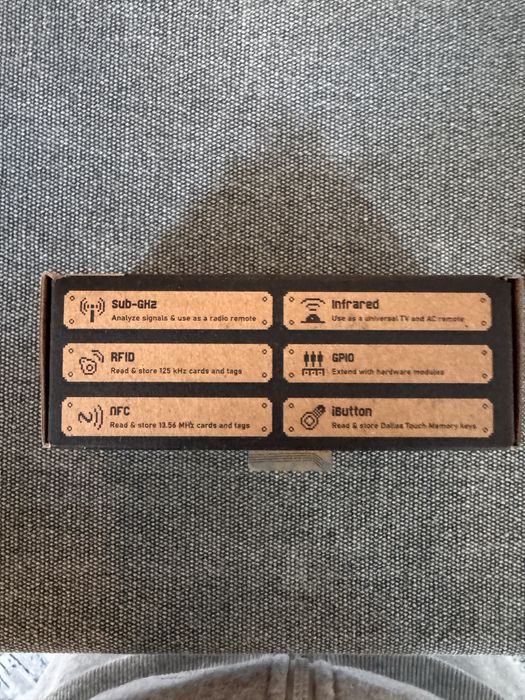 Sub-GHz
Analyze signals & use as a radio remote
RFID
Read & store 125 kHz cards and tags
NFC
Read & store 13.56 MHz cards and tags
Infrared
Use as a universal TV and AC remote
GPIO
Extend with hardware modules
iButton
Read & store Dallas Touch Memory keys